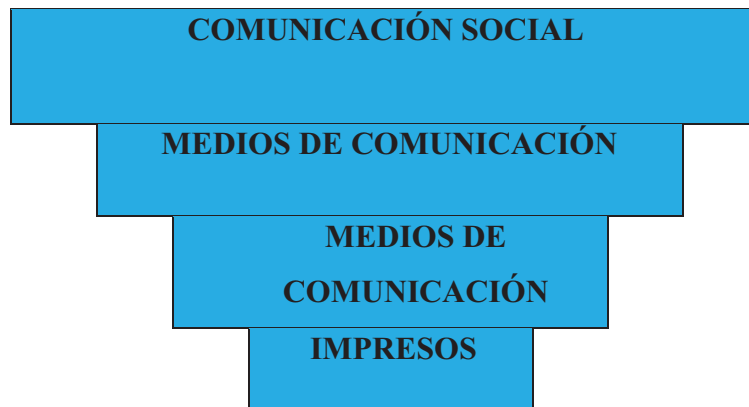 COMUNICACIÓN SOCIAL
MEDIOS DE COMUNICACIÓN
MEDIOS DE
COMUNICACIÓN
IMPRESOS